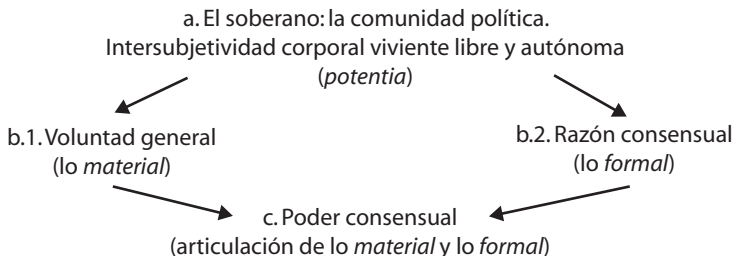 a. El soberano: la comunidad política.
Intersubjetividad corporal viviente libre y autónoma
(potentia)
b.1. Voluntad general
(lo material)
b.2. Razón consensual
(lo formal)
c. Poder consensual
(articulación de lo material y lo formal)